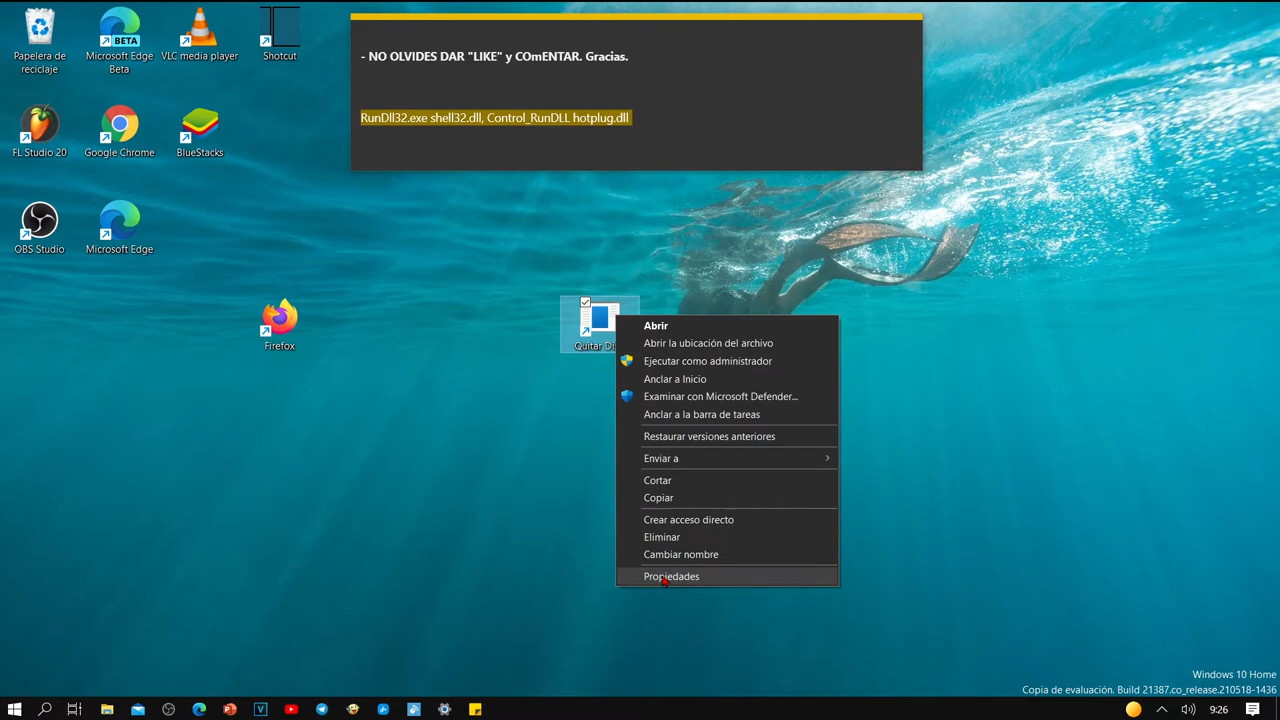 - NO OLVIDES DAR "LIKE" y COmENTAR. Gracias.
RunDll32.exe shell32.dll, Control_RunDLL hotplug.dll
Papelera de
reciclaje
BETA
Microsoft Edge
Beta
VLC media player
Shotcut
FL Studio 20
Google Chrome
BlueStacks
OBS Studio
Microsoft Edge
Firefox
Quitar
Abrir
Abrir la ubicación del archivo
Ejecutar como administrador
Anclar a Inicio
Examinar con Microsoft Defender...
Anclar a la barra de tareas
Restaurar versiones anteriores
Enviar a
Cortar
Copiar
Crear acceso directo
Eliminar
Cambiar nombre
Propiedades
Windows 10 Home
Copia de evaluación. Build 21387.co_release.210518-1436
9:26